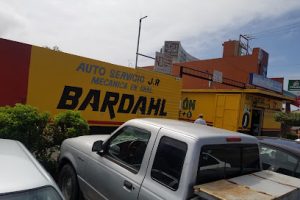 AUTO SERVICIO J.R
MECANICA EN GRAL.
BARDAHL
ÓN